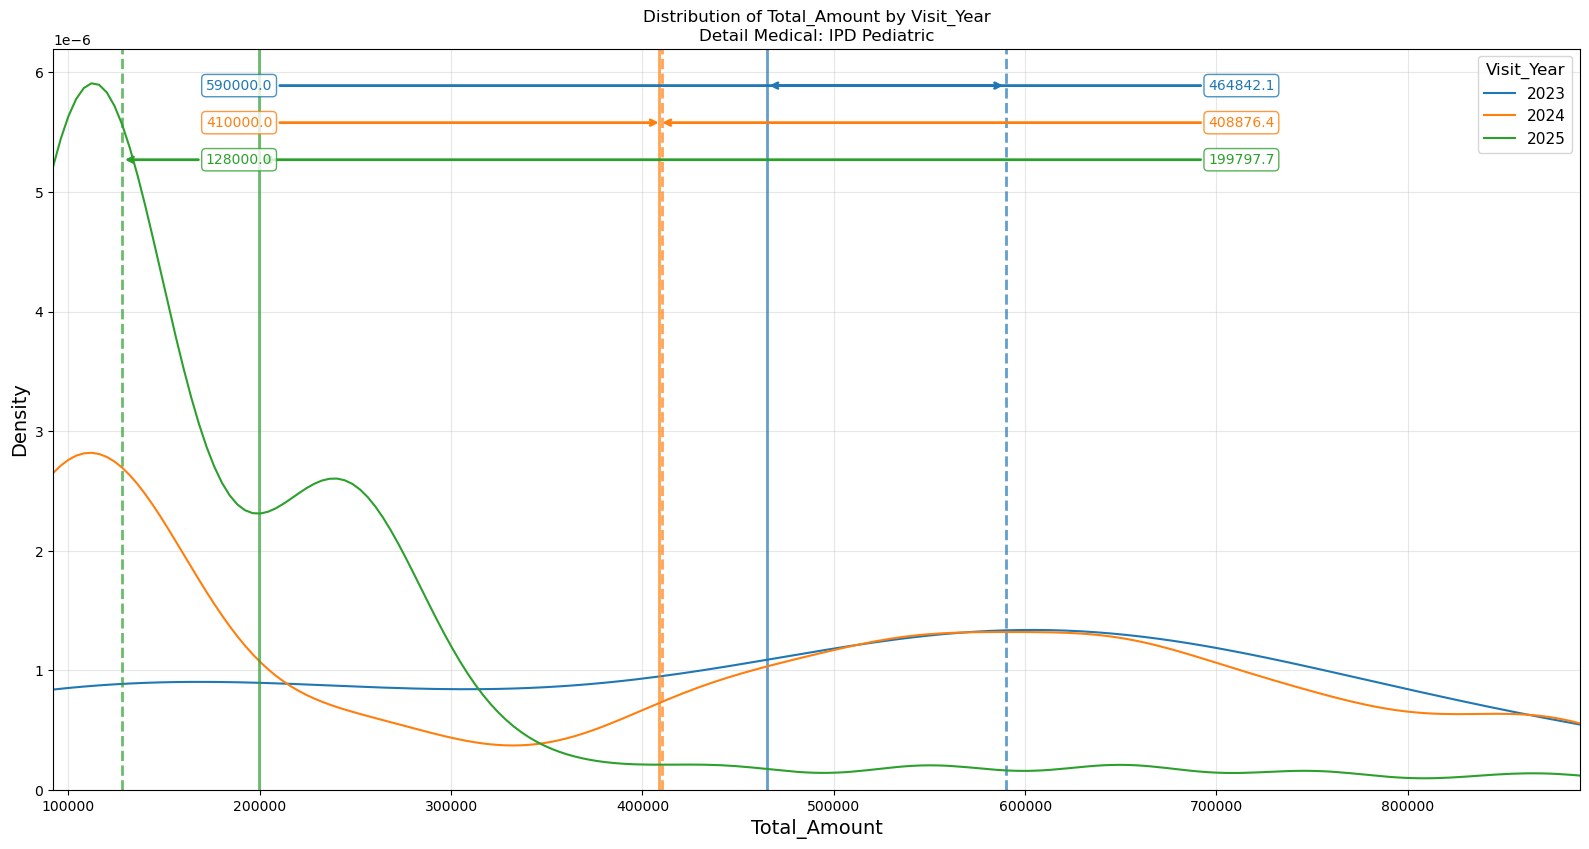 Distribution of Total_Amount by Visit_Year
Detail Medical: IPD Pediatric
1e−6
Visit_Year
2023
2024
2025
590000.0
464842.1
410000.0
408876.4
128000.0
199797.7
6
5
4
3
2
1
0
Density
100000 200000 300000 400000 500000 600000 700000 800000
Total_Amount